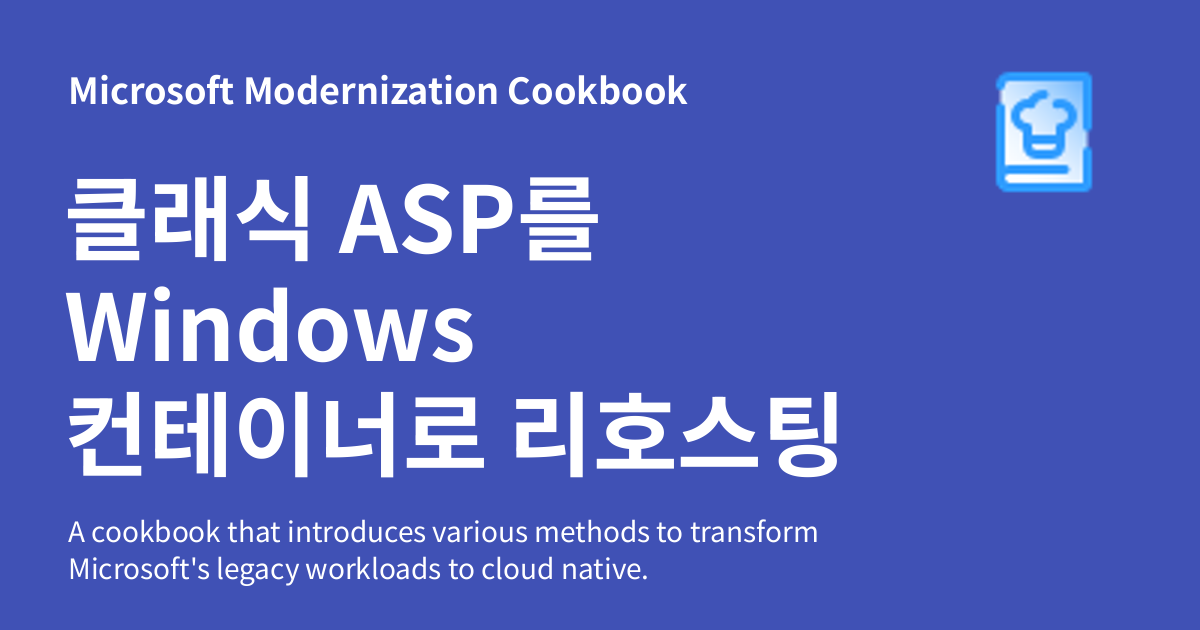 Microsoft Modernization Cookbook
클래식 ASP를
Windows
컨테이너로 리호스팅
A cookbook that introduces various methods to transform
Microsoft's legacy workloads to cloud native.